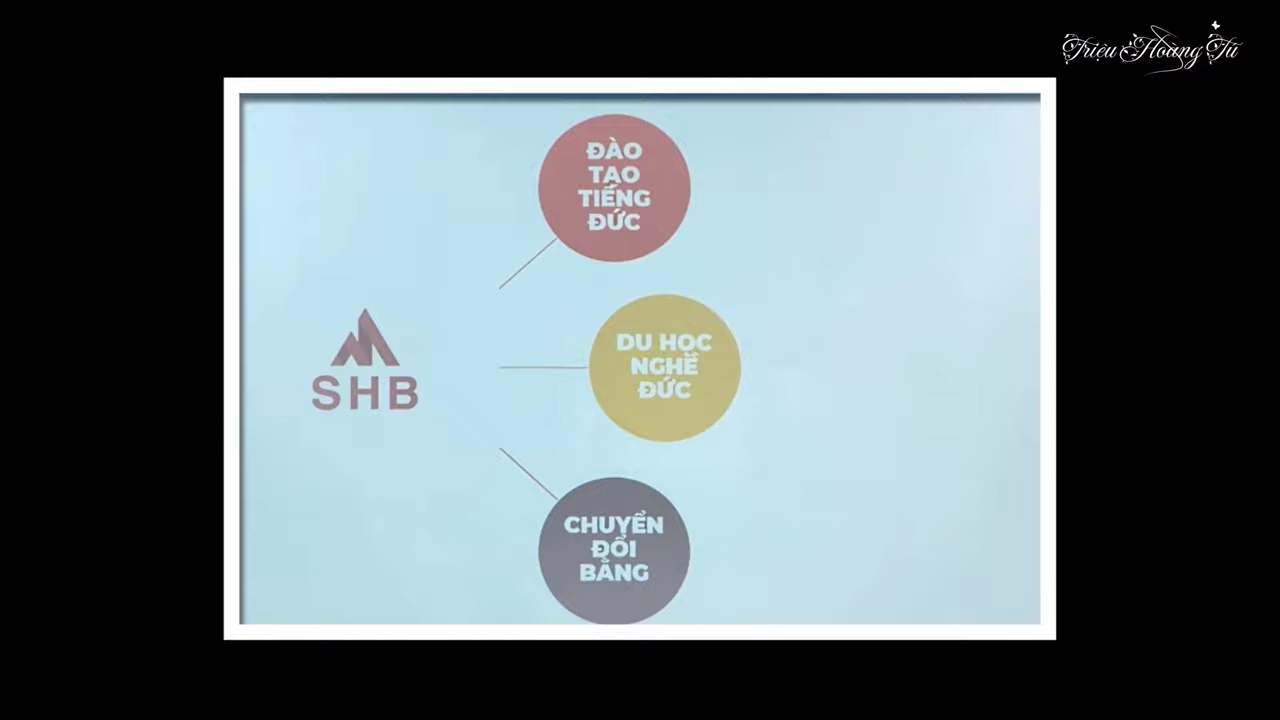 Triệu Hoàng Tú
ĐÀO
TẠO
TIẾNG
ĐỨC
DU HỌC
NGHỀ
ĐỨC
SHB
CHUYỂN
ĐỔI
BẰNG